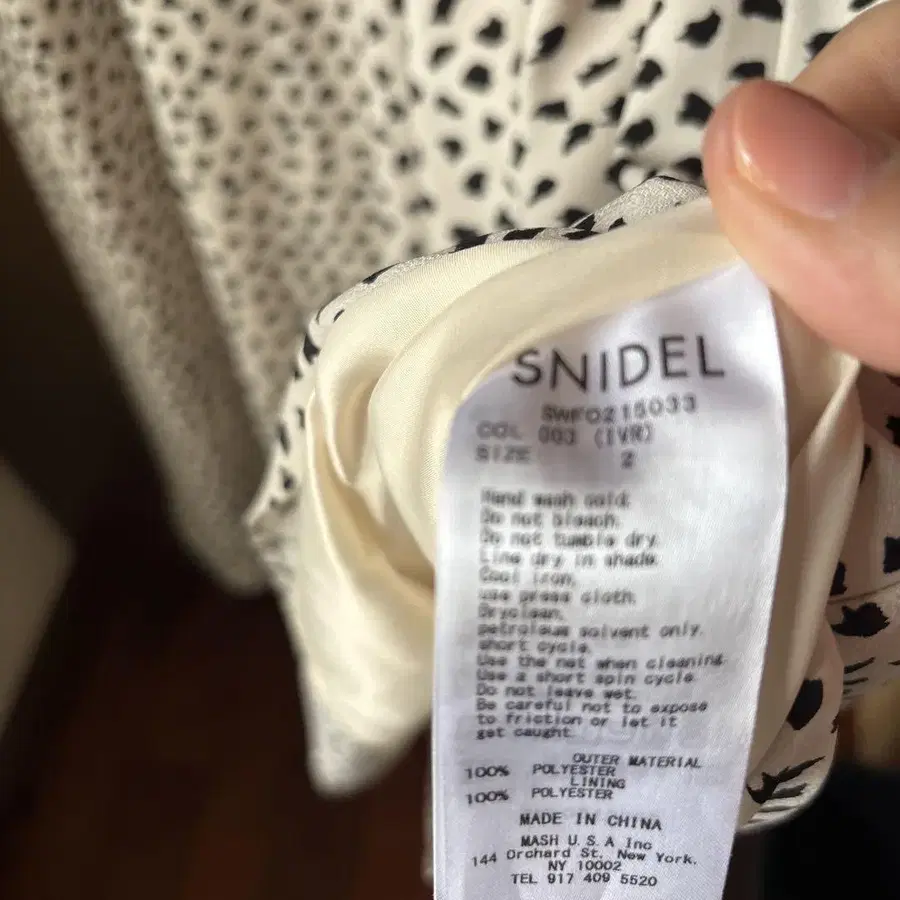 SNIDEL
SWFO215033
COL 003 (IVR)
SIZE 2
Hand wash cold.
Do not bleach.
Do not tumble dry.
Line dry in shade.
Cool iron,
use press cloth.
Dryclean,
petroleum solvent only.
short cycle.
Use the net when cleaning.
Use a short spin cycle.
Do not leave wet.
Be careful not to expose
to friction or let it
get caught.
OUTER MATERIAL
100% POLYESTER
LINING
100% POLYESTER
MADE IN CHINA
MASH U.S.A Inc
144 Orchard St. New York.
NY 10002
TEL 917 409 5520